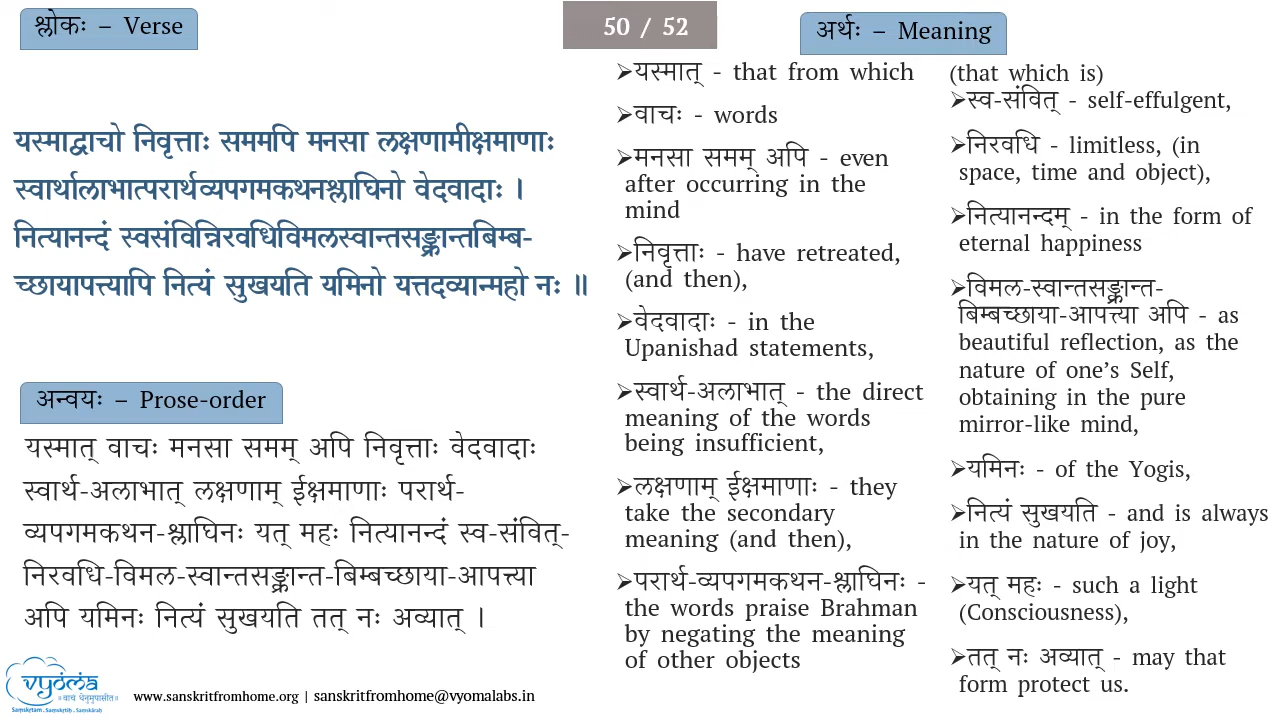 श्लोकः – Verse
यस्माद्वाचो निवृत्ताः सममपि मनसा लक्षणामीक्षमाणाः
स्वार्थालाभात्परार्थव्यपगमकथनश्लाघिनो वेदवादाः ।
नित्यानन्दं स्वसंविन्निरवधिविमलस्वान्तसङ्क्रान्तबिम्ब-
च्छायापत्त्यापि नित्यं सुखयति यमिनो यत्तदव्यान्महो नः ॥
अन्वयः – Prose-order
यस्मात् वाचः मनसा समम् अपि निवृत्ताः वेदवादाः
स्वार्थ-अलाभात् लक्षणाम् ईक्षमाणाः परार्थ-
व्यपगमकथन-श्लाघिनः यत् महः नित्यानन्दं स्व-संवित्-
निरवधि-विमल-स्वान्तसङ्क्रान्त-बिम्बच्छाया-आपत्त्या
अपि यमिनः नित्यं सुखयति तत् नः अव्यात् ।
vyoma
॥ वाचं धेनुमुपासीत॥
Samskrtam . Samskrtih . Samskārah
www.sanskritfromhome.org | sanskritfromhome@vyomalabs.in
50 / 52
अर्थः – Meaning
➢यस्मात् - that from which
➢वाचः - words
➢मनसा समम् अपि - even
after occurring in the
mind
➢निवृत्ताः - have retreated,
(and then),
➢वेदवादाः - in the
Upanishad statements,
➢स्वार्थ-अलाभात् - the direct
meaning of the words
being insufficient,
➢लक्षणाम् ईक्षमाणाः - they
take the secondary
meaning (and then),
➢परार्थ-व्यपगमकथन-श्लाघिनः -
the words praise Brahman
by negating the meaning
of other objects
(that which is)
➢स्व-संवित् - self-effulgent,
➢निरवधि - limitless, (in
space, time and object),
➢नित्यानन्दम् - in the form of
eternal happiness
➢विमल-स्वान्तसङ्क्रान्त-
बिम्बच्छाया-आपत्त्या अपि - as
beautiful reflection, as the
nature of one’s Self,
obtaining in the pure
mirror-like mind,
➢यमिनः - of the Yogis,
➢नित्यं सुखयति - and is always
in the nature of joy,
➢यत् महः - such a light
(Consciousness),
➢तत् नः अव्यात् - may that
form protect us.